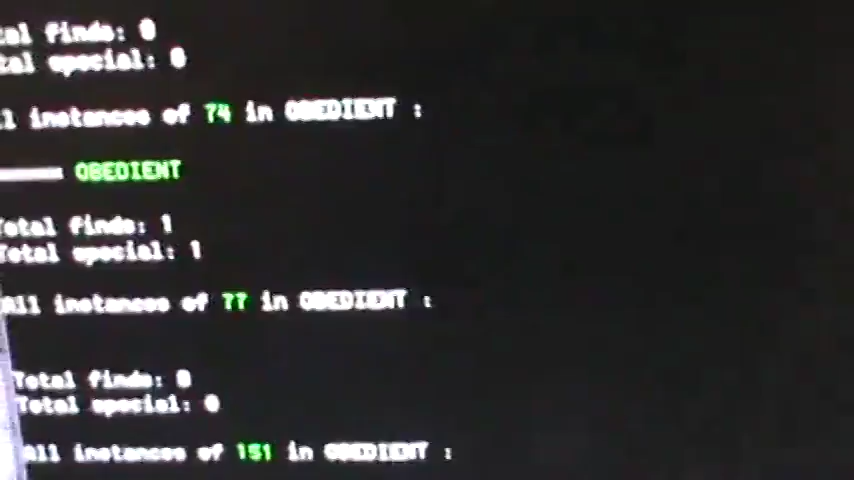 tal finds: 0
tal special: 0
l instances of 74 in OBEDIENT :
OBEDIENT
Total finds: 1
Total special: 1
All instances of 77 in OBEDIENT :
Total finds: 0
Total special: 0
All instances of 151 in OBEDIENT :